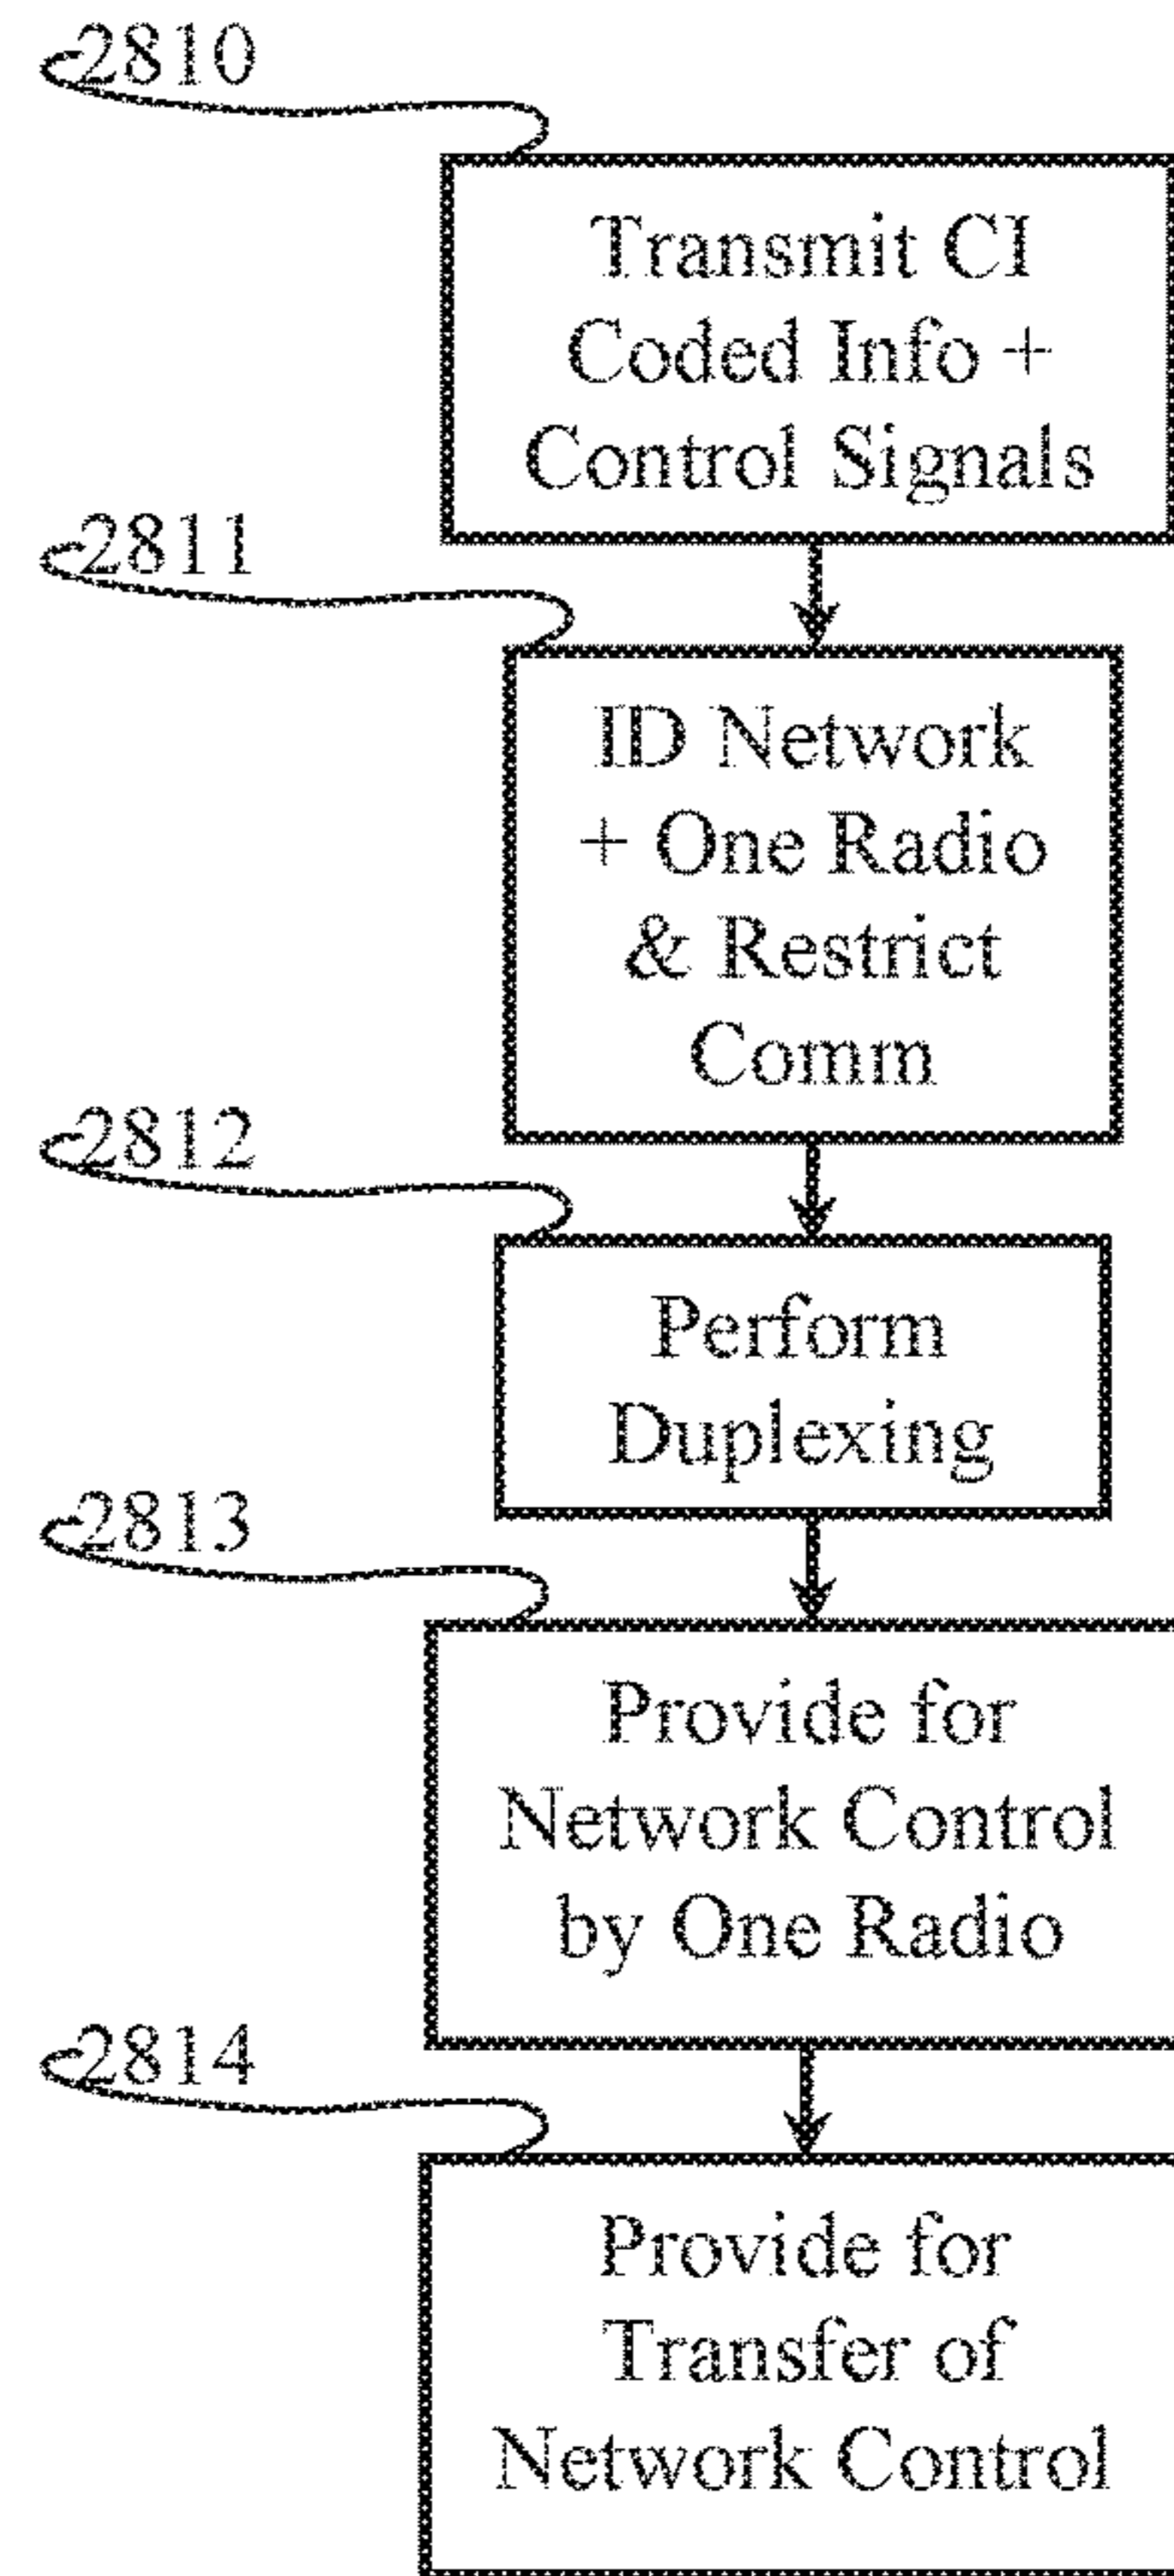 2810
Transmit CI
Coded Info +
Control Signals
2811
ID Network
+ One Radio
& Restrict
Comm
2812
Perform
Duplexing
2813
Provide for
Network Control
by One Radio
2814
Provide for
Transfer of
Network Control